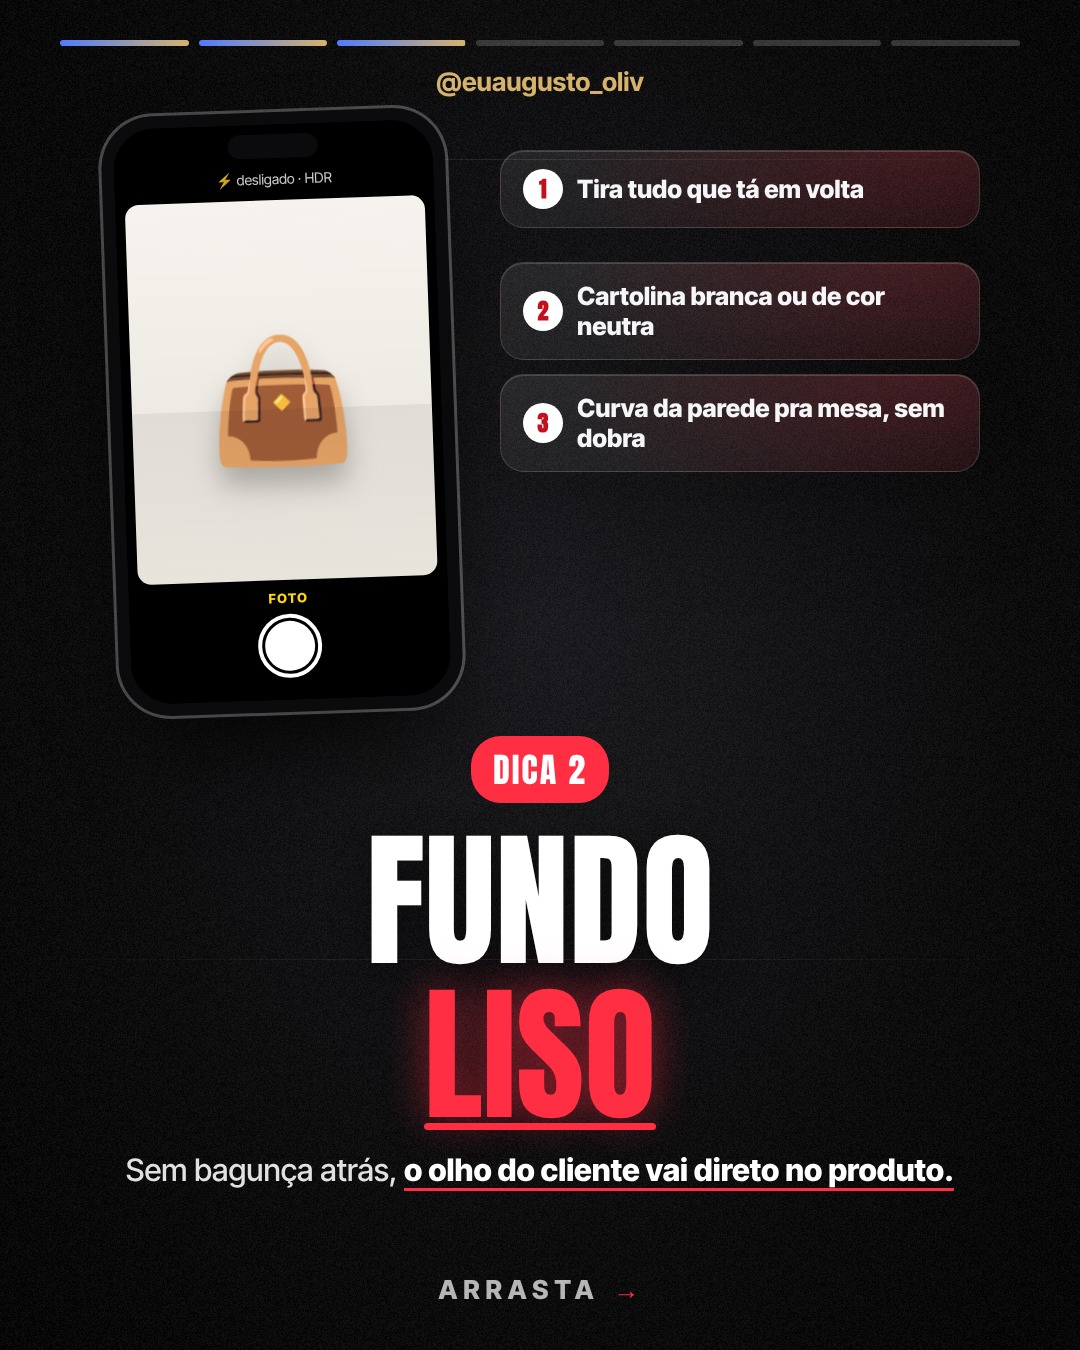 @euaugusto_oliv
⚡ desligado · HDR
FOTO
1 Tira tudo que tá em volta
2 Cartolina branca ou de cor
neutra
3 Curva da parede pra mesa, sem
dobra
DICA 2
FUNDO
LISO
Sem bagunça atrás, o olho do cliente vai direto no produto.
ARRASTA →